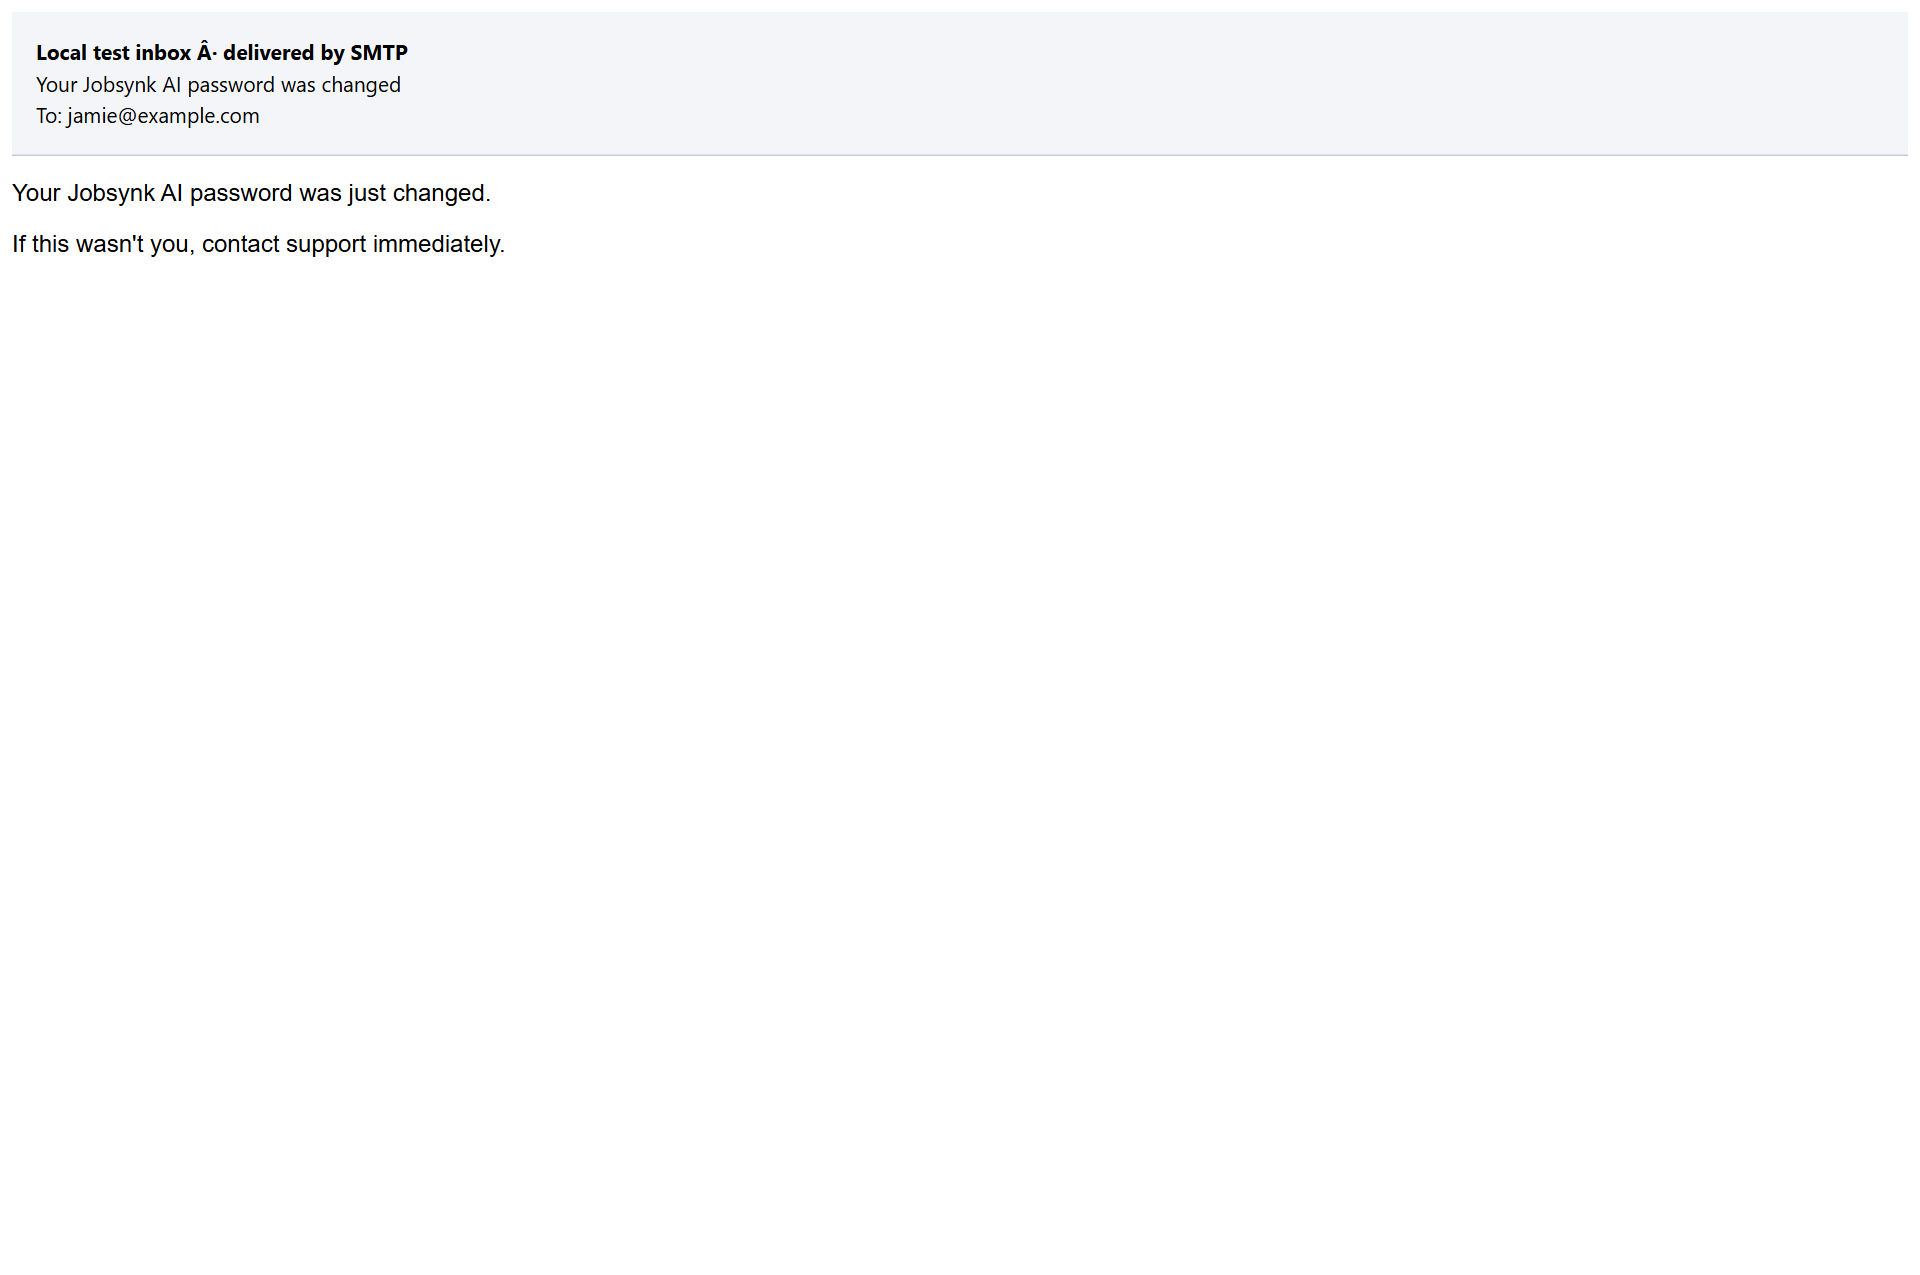 Local test inbox Â· delivered by SMTP
Your Jobsynk AI password was changed
To: jamie@example.com
Your Jobsynk AI password was just changed.
If this wasn't you, contact support immediately.